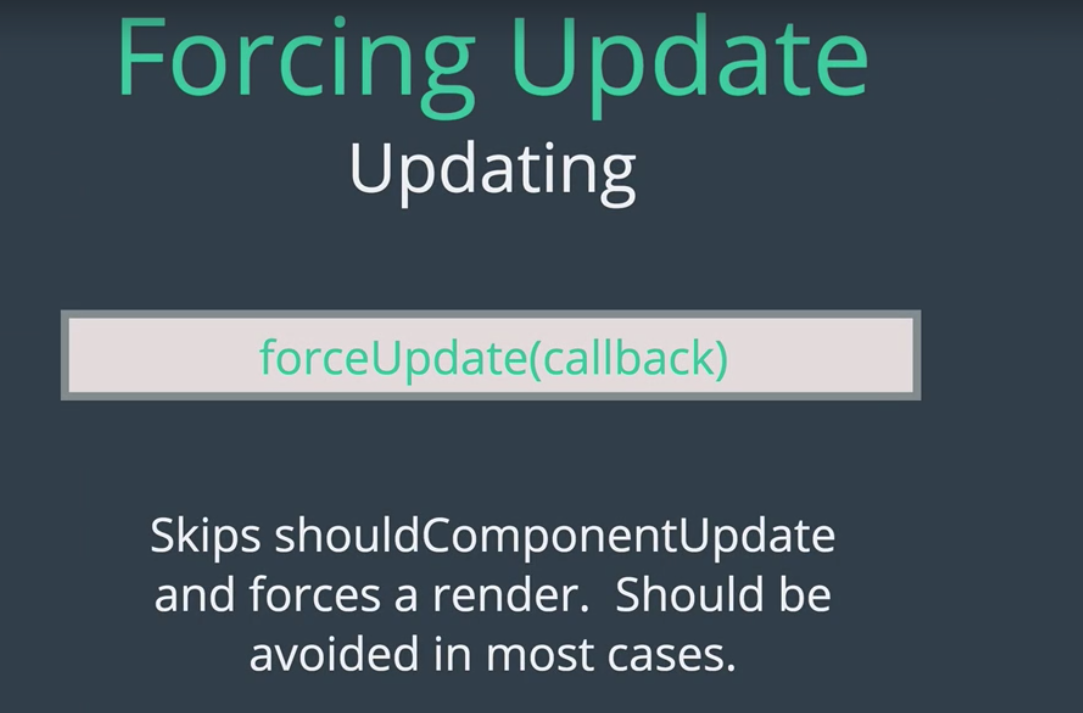 Forcing Update
Updating
forceUpdate(callback)
Skips shouldComponentUpdate
and forces a render.  Should be
avoided in most cases.